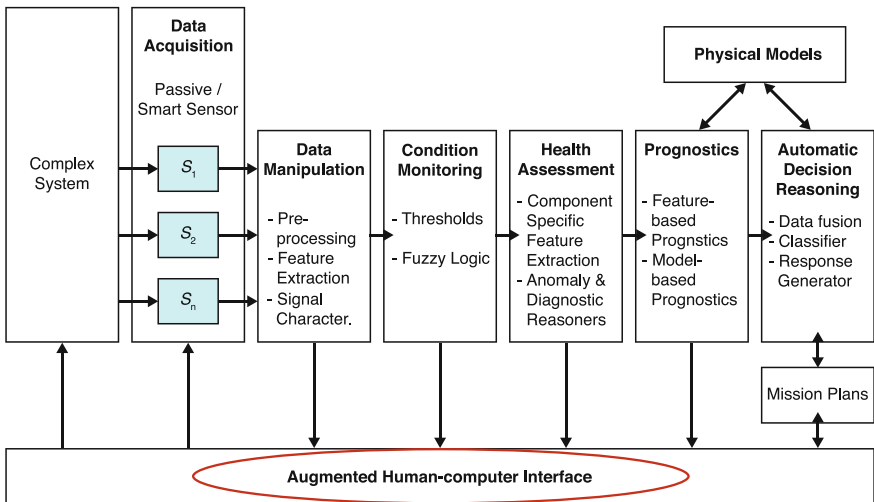 Complex
System
Data
Acquisition
Passive /
Smart Sensor
S1
S2
Sn
Data
Manipulation
- Pre-
processing
- Feature
Extraction
- Signal
Character.
Condition
Monitoring
- Thresholds
- Fuzzy Logic
Health
Assessment
- Component
Specific
Feature
Extraction
- Anomaly &
Diagnostic
Reasoners
Physical Models
Prognostics
- Feature-
based
Prognstics
- Model-
based
Prognostics
Automatic
Decision
Reasoning
- Data fusion
- Classifier
- Response
Generator
Mission Plans
Augmented Human-computer Interface